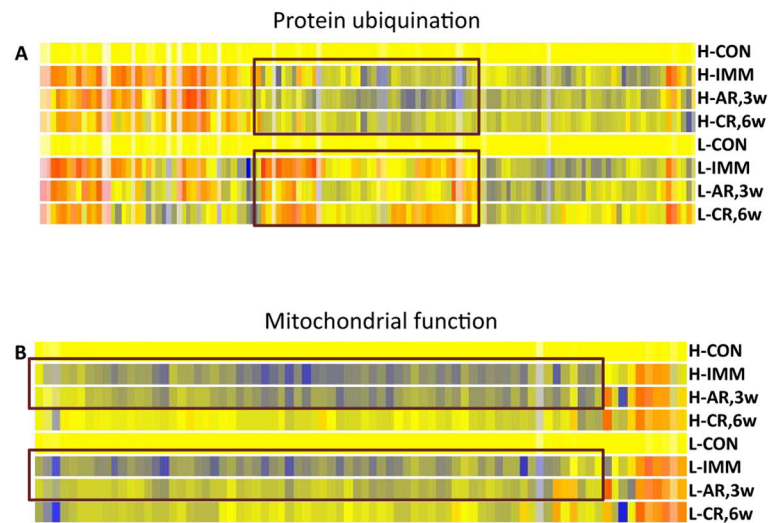 Protein ubiquination
A
H-CON
H-IMM
H-AR,3w
H-CR,6w
L-CON
L-IMM
L-AR,3w
L-CR,6w
Mitochondrial function
B
H-CON
H-IMM
H-AR,3w
H-CR,6w
L-CON
L-IMM
L-AR,3w
L-CR,6w